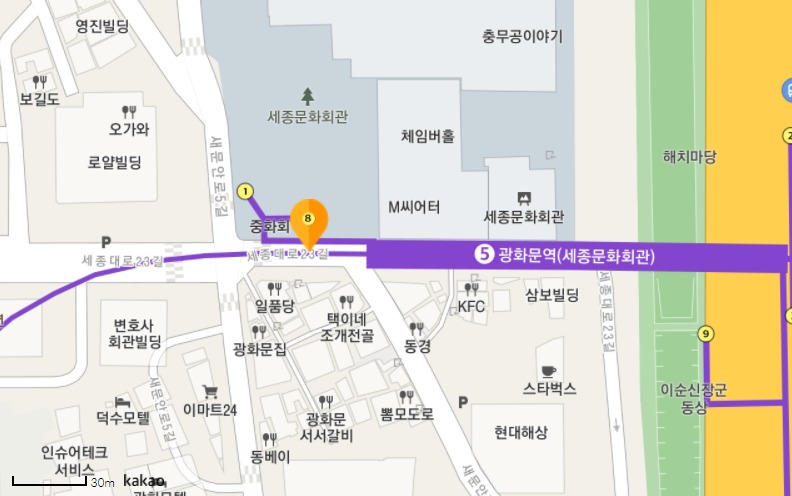 영진빌딩
충무공이야기
보길도
세종문화회관
오가와
로얄빌딩
체임버홀
새문안로5길
해치마당
2
1
8
M씨어터
세종문화회관
중화회
P
세종대로23길
세종대로23길
5 광화문역(세종문화회관)
세종대로23길
일품당
KFC
삼보빌딩
변호사
회관빌딩
택이네
조개전골
광화문집
동경
9
스타벅스
이순신장군
동상
새문안로5길
이마트24
덕수모텔
광화문
서서갈비
뽐모도로
P
현대해상
동베이
인슈어테크
서비스
30m
kakao